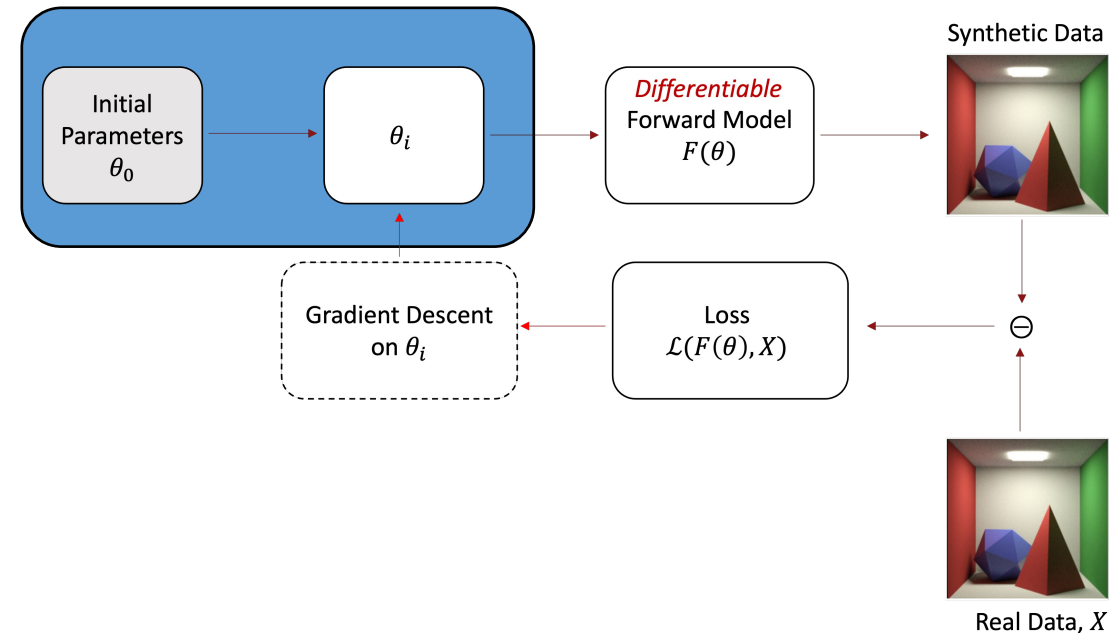 Synthetic Data
Initial
Parameters
θ₀
θᵢ
Differentiable
Forward Model
F(θ)
Gradient Descent
on θᵢ
Loss
ℒ(F(θ), X)
⊖
Real Data, X